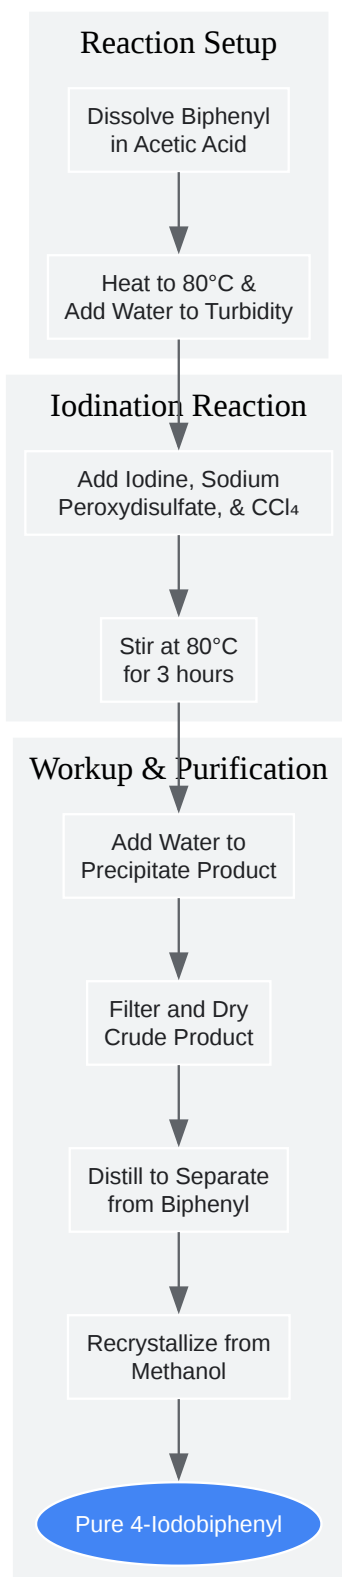 Reaction Setup
Dissolve Biphenyl
in Acetic Acid
Heat to 80°C &
Add Water to Turbidity
Iodination Reaction
Add Iodine, Sodium
Peroxydisulfate, & CCl₄
Stir at 80°C
for 3 hours
Workup & Purification
Add Water to
Precipitate Product
Filter and Dry
Crude Product
Distill to Separate
from Biphenyl
Recrystallize from
Methanol
Pure 4-Iodobiphenyl